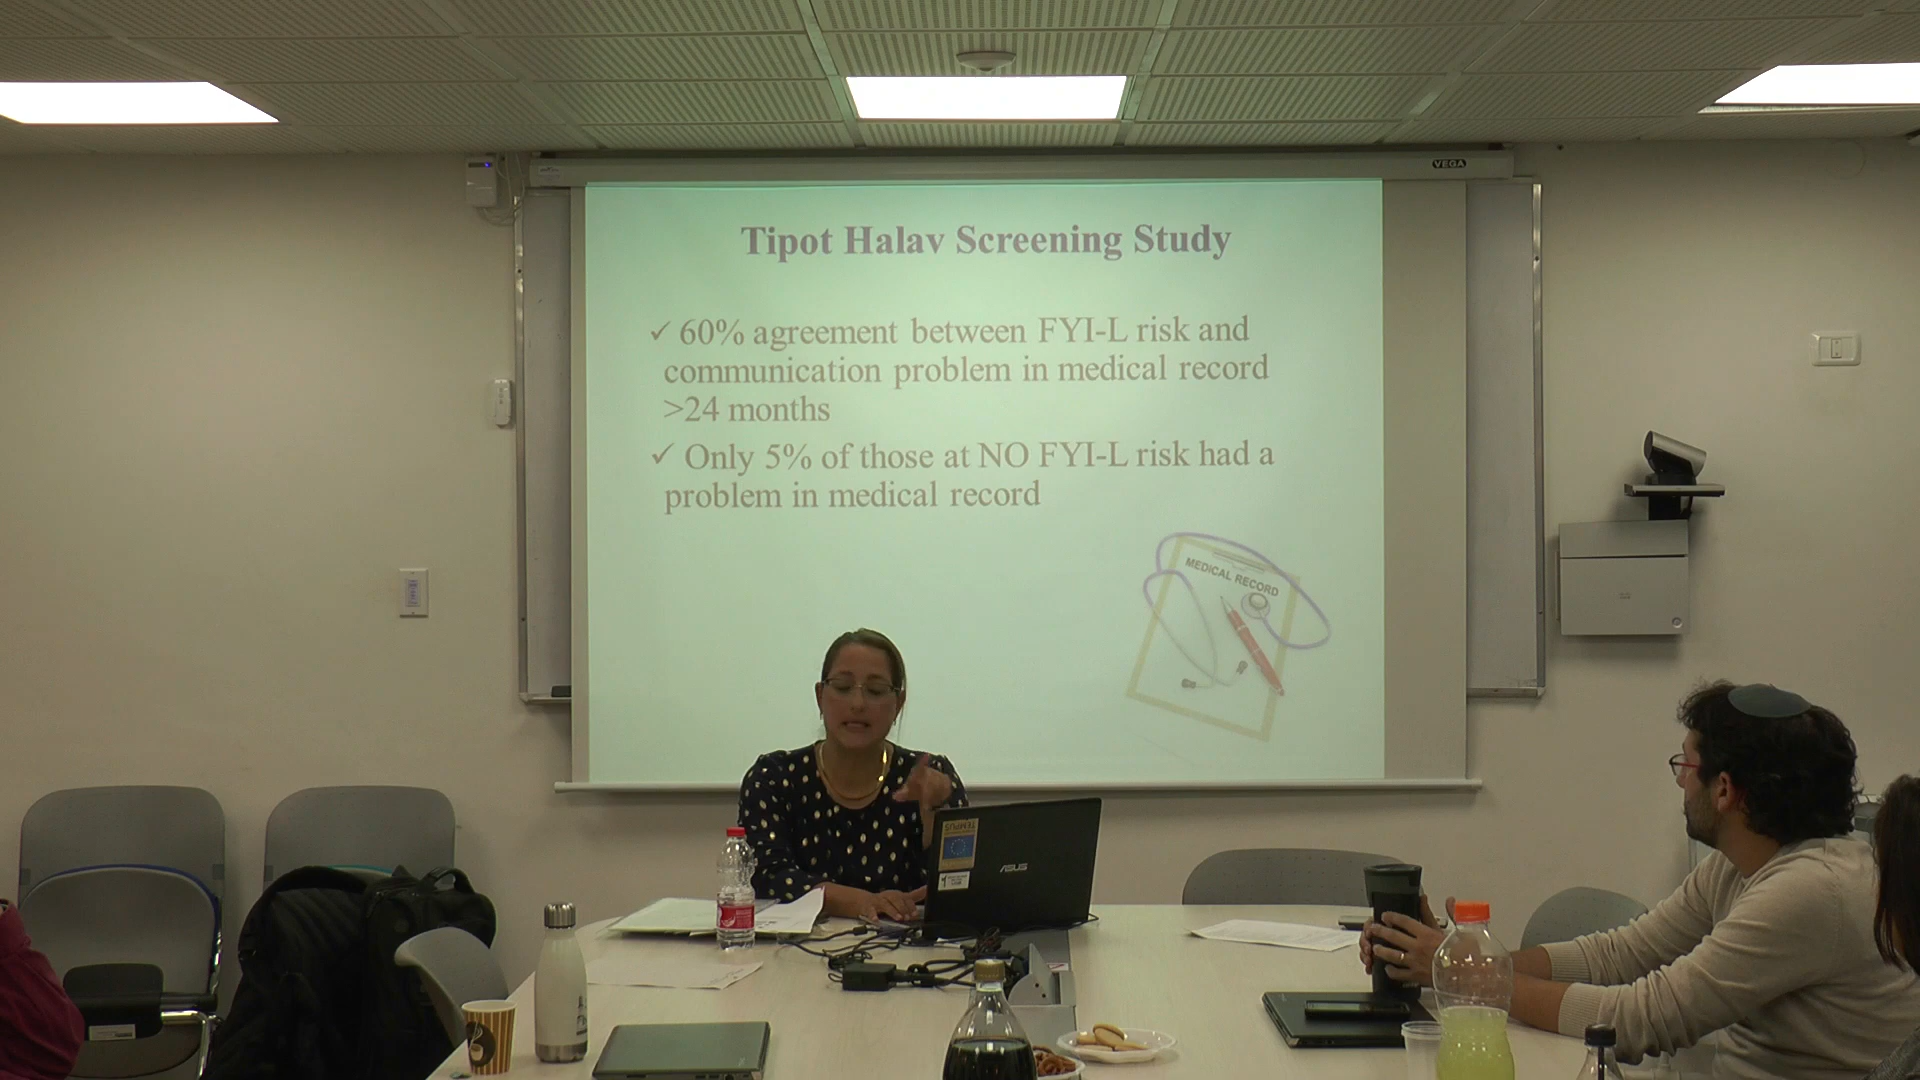 VEGA
Tipot Halav Screening Study
✓ 60% agreement between FYI-L risk and
communication problem in medical record
>24 months
✓ Only 5% of those at NO FYI-L risk had a
problem in medical record
MEDICAL RECORD
TEMPUS
ASUS